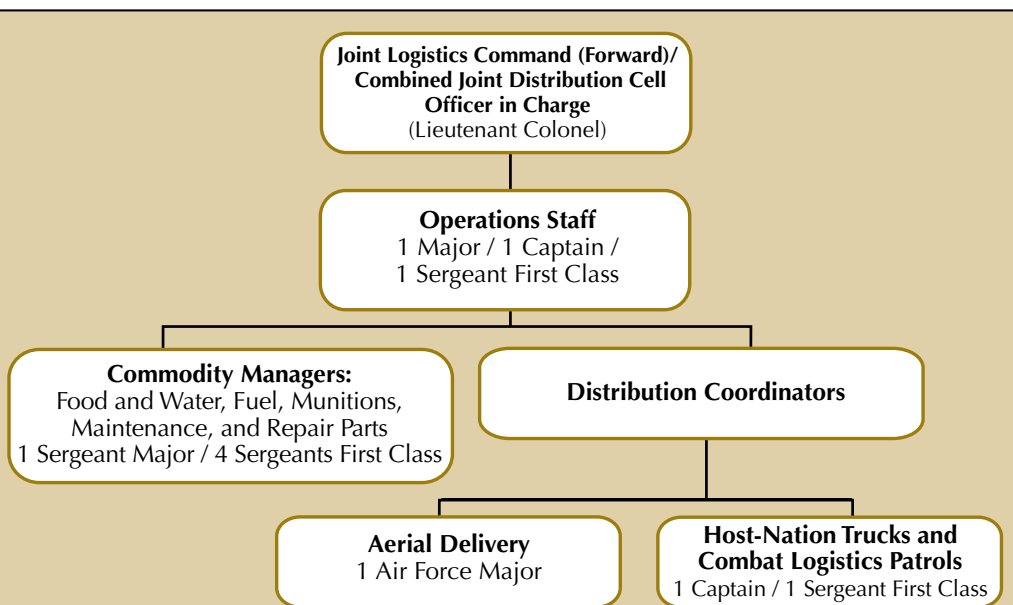 Joint Logistics Command (Forward)/
Combined Joint Distribution Cell
Officer in Charge
(Lieutenant Colonel)
Operations Staff
1 Major / 1 Captain /
1 Sergeant First Class
Commodity Managers:
Food and Water, Fuel, Munitions,
Maintenance, and Repair Parts
1 Sergeant Major / 4 Sergeants First Class
Distribution Coordinators
Aerial Delivery
1 Air Force Major
Host-Nation Trucks and
Combat Logistics Patrols
1 Captain / 1 Sergeant First Class